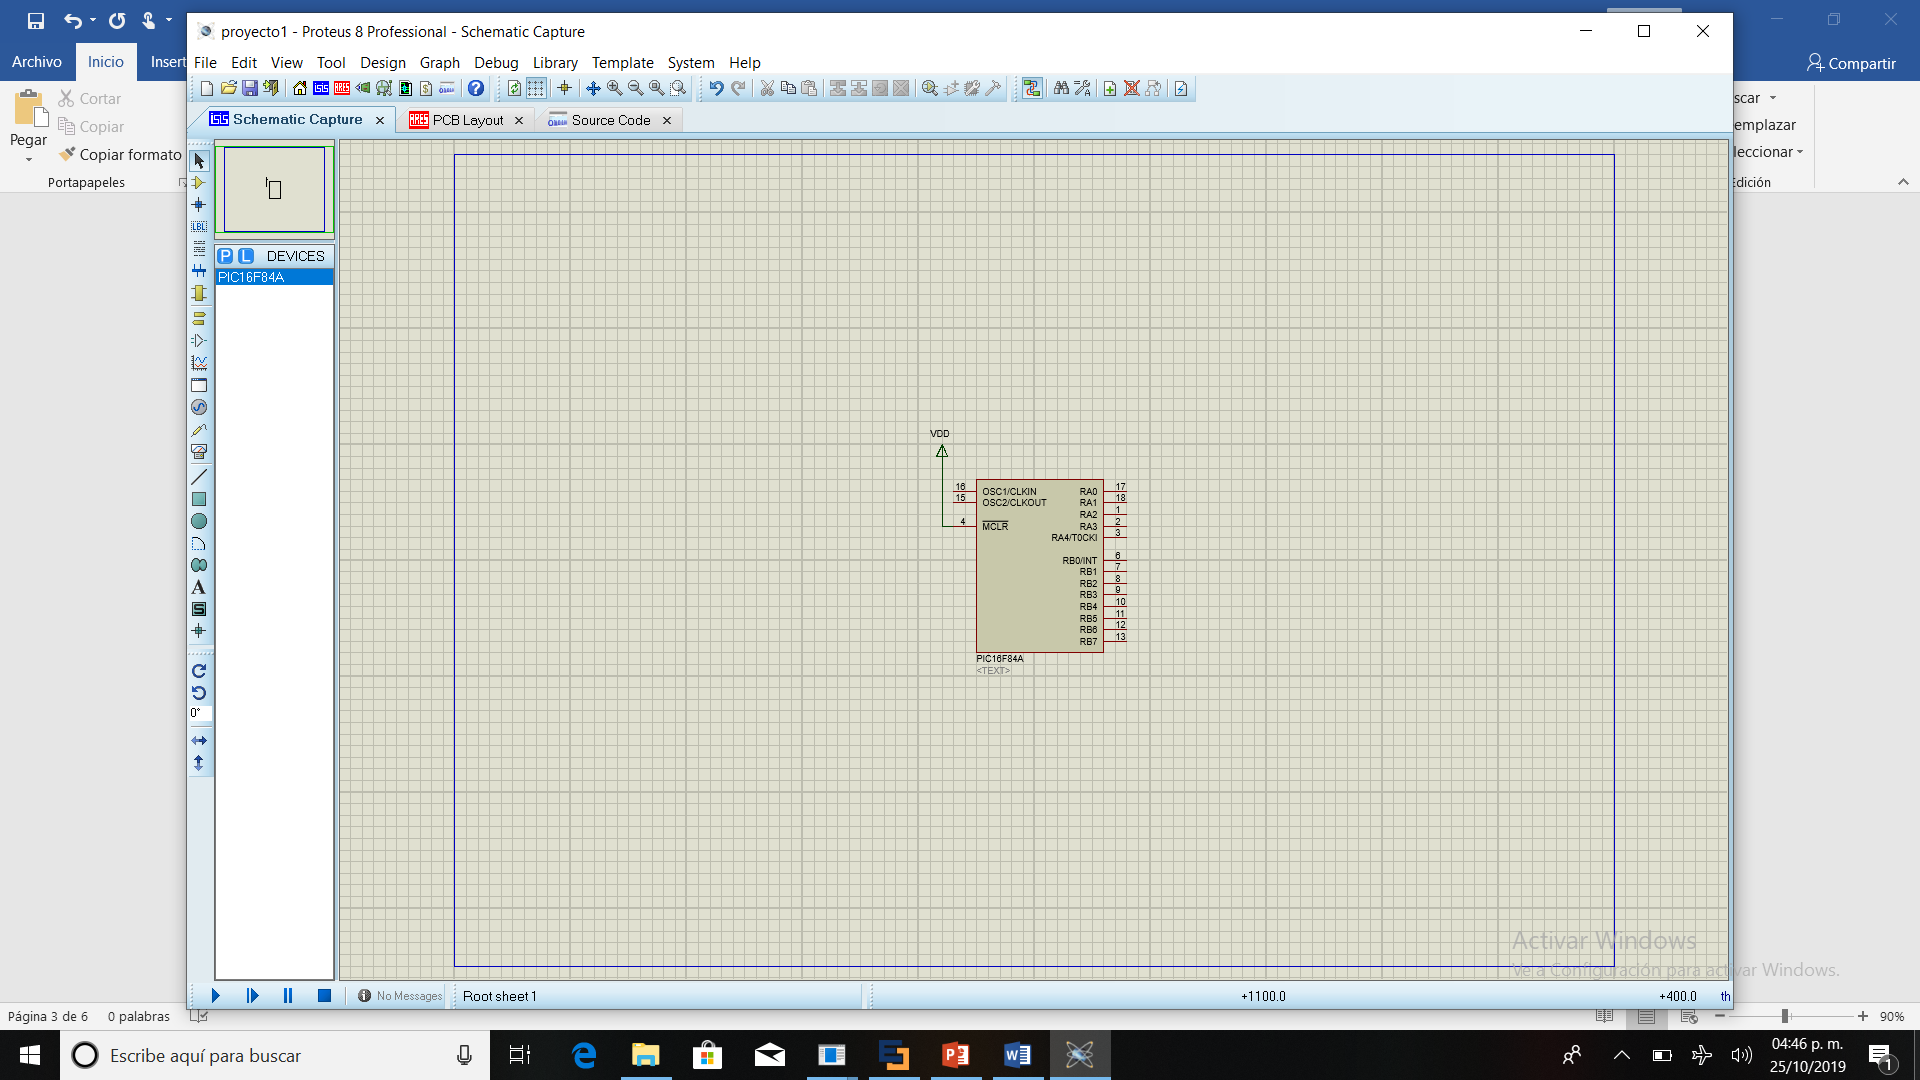 proyecto1 - Proteus 8 Professional - Schematic Capture
Archivo Inicio Insert
Compartir
File Edit View Tool Design Graph Debug Library Template System Help
Pegar
Cortar
Copiar
Copiar formato
Portapapeles
scar
emplazar
leccionar
dición
ISIS Schematic Capture
ARES PCB Layout
Source Code
LBL
P L DEVICES
PIC16F84A
A
S
0°
VDD
16 OSC1/CLKIN RA0 17
15 OSC2/CLKOUT RA1 18
RA2 1
4 MCLR RA3 2
RA4/T0CKI 3
RB0/INT 6
RB1 7
RB2 8
RB3 9
RB4 10
RB5 11
RB6 12
RB7 13
PIC16F84A
<TEXT>
Activar Windows
Ve a Configuración para activar Windows.
No Messages
Root sheet 1
+1100.0
+400.0
th
Página 3 de 6 0 palabras
90%
Escribe aquí para buscar
04:46 p. m.
25/10/2019
1